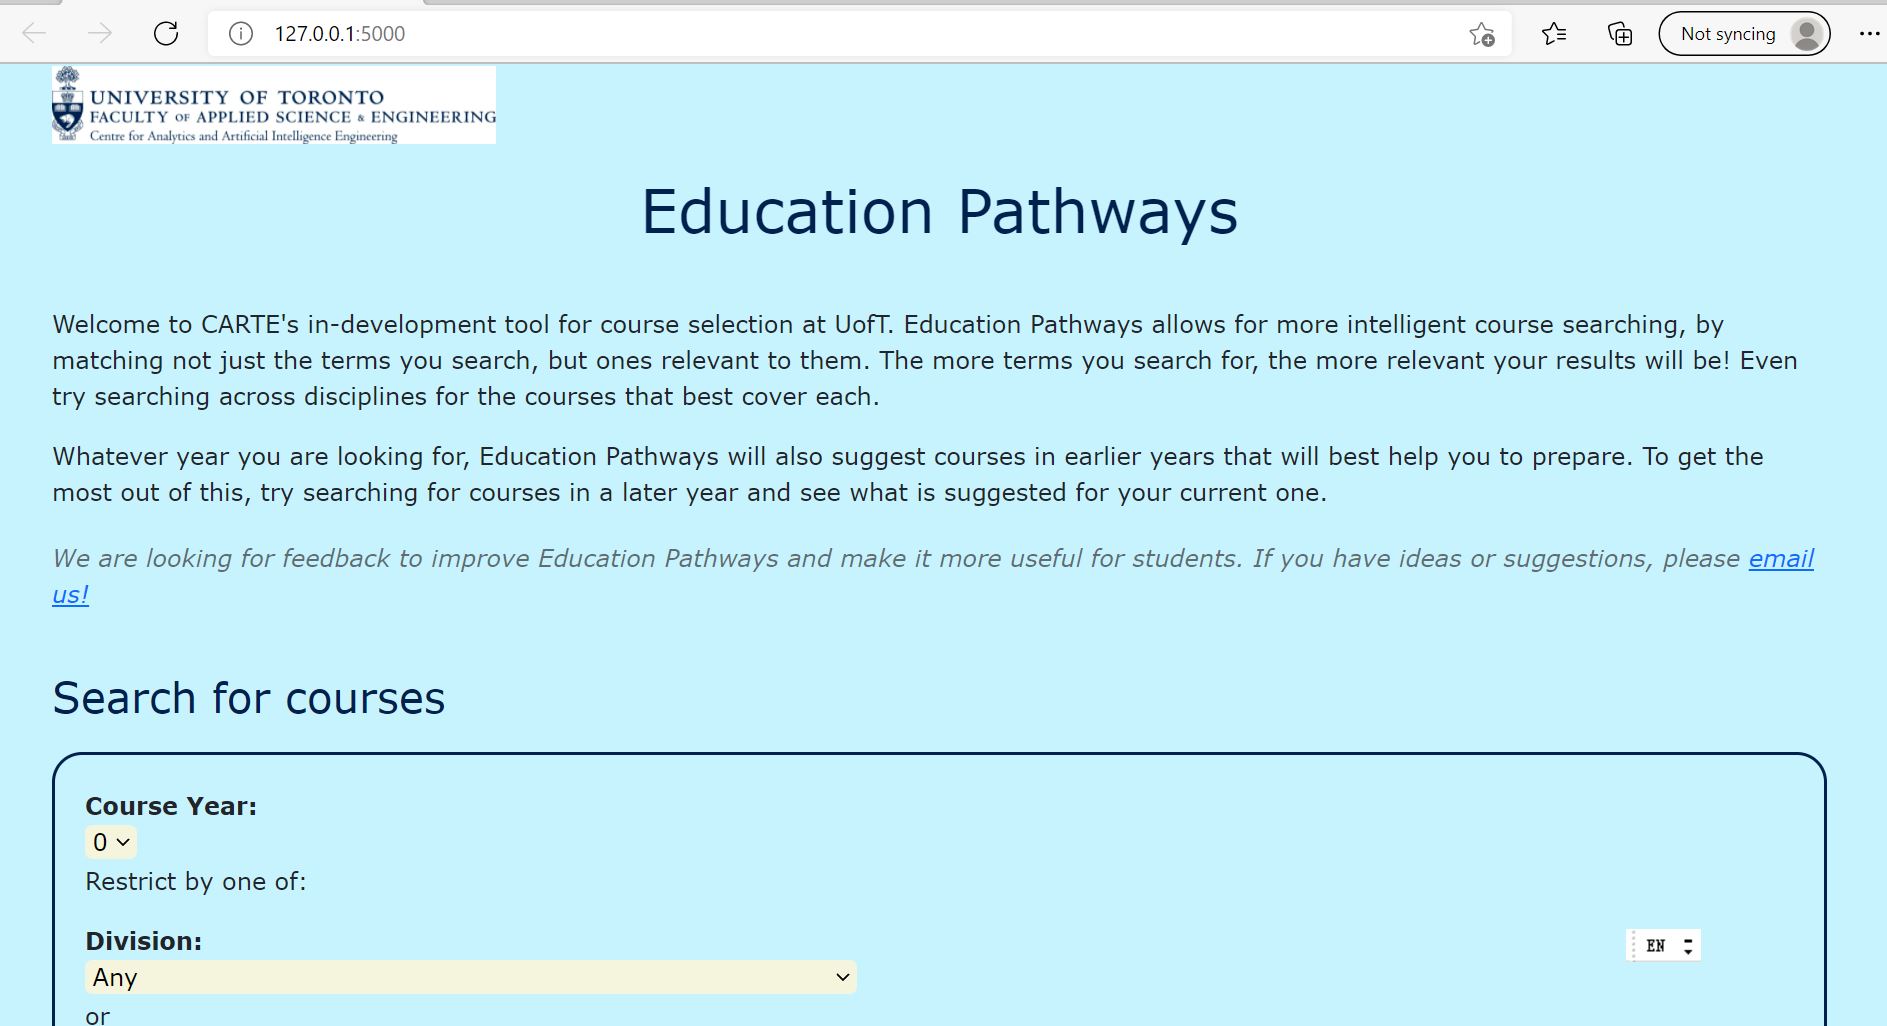 127.0.0.1:5000
Not syncing
UNIVERSITY OF TORONTO
FACULTY OF APPLIED SCIENCE & ENGINEERING
Centre for Analytics and Artificial Intelligence Engineering
Education Pathways
Welcome to CARTE's in-development tool for course selection at UofT. Education Pathways allows for more intelligent course searching, by
matching not just the terms you search, but ones relevant to them. The more terms you search for, the more relevant your results will be! Even
try searching across disciplines for the courses that best cover each.
Whatever year you are looking for, Education Pathways will also suggest courses in earlier years that will best help you to prepare. To get the
most out of this, try searching for courses in a later year and see what is suggested for your current one.
We are looking for feedback to improve Education Pathways and make it more useful for students. If you have ideas or suggestions, please email
us!
Search for courses
Course Year:
0
Restrict by one of:
Division:
EN
Any
or